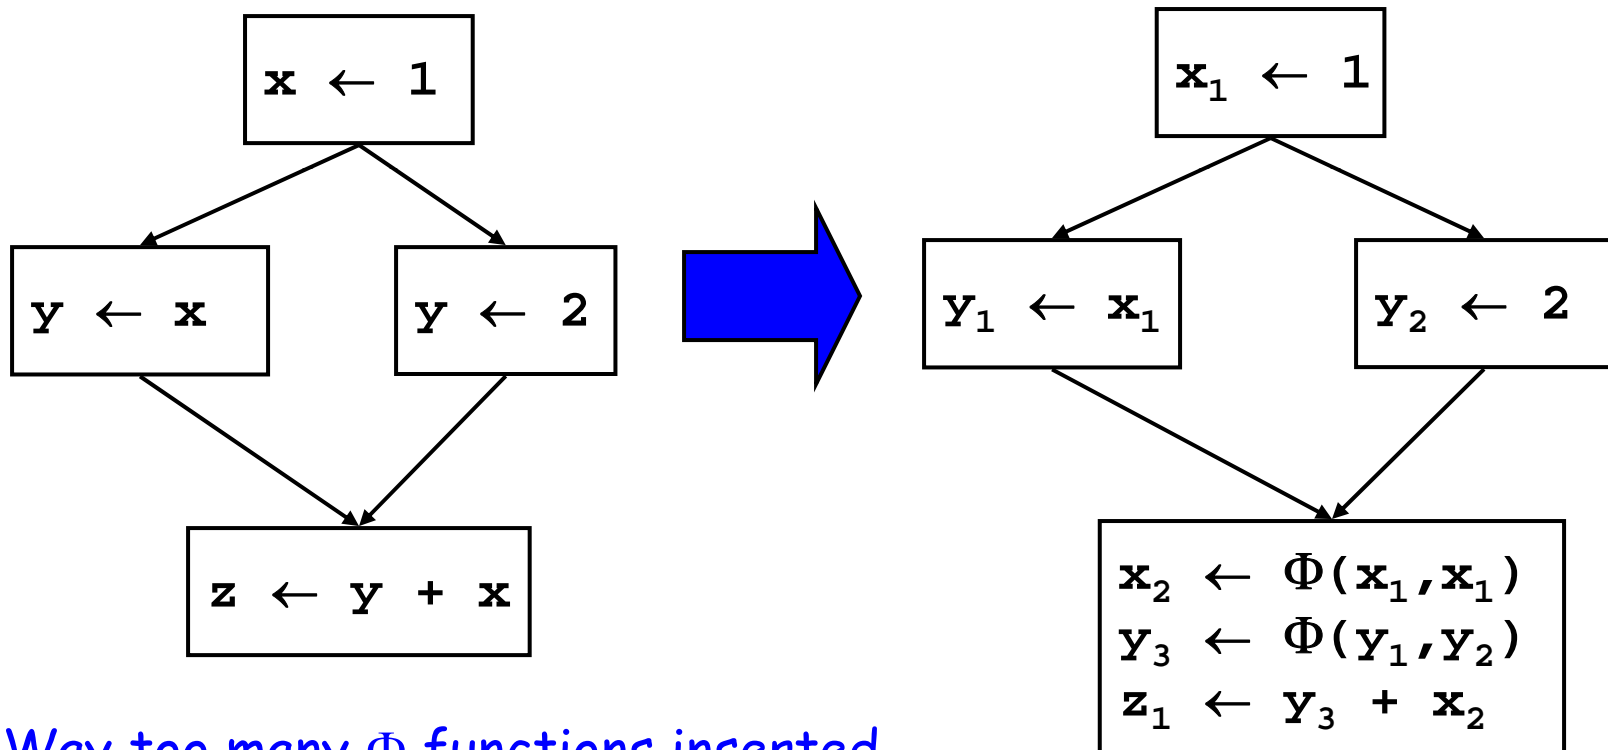 x ← 1
y ← x
y ← 2
z ← y + x
x₁ ← 1
y₁ ← x₁
y₂ ← 2
x₂ ← Φ(x₁,x₁)
y₃ ← Φ(y₁,y₂)
z₁ ← y₃ + x₂
Way too many Φ functions inserted